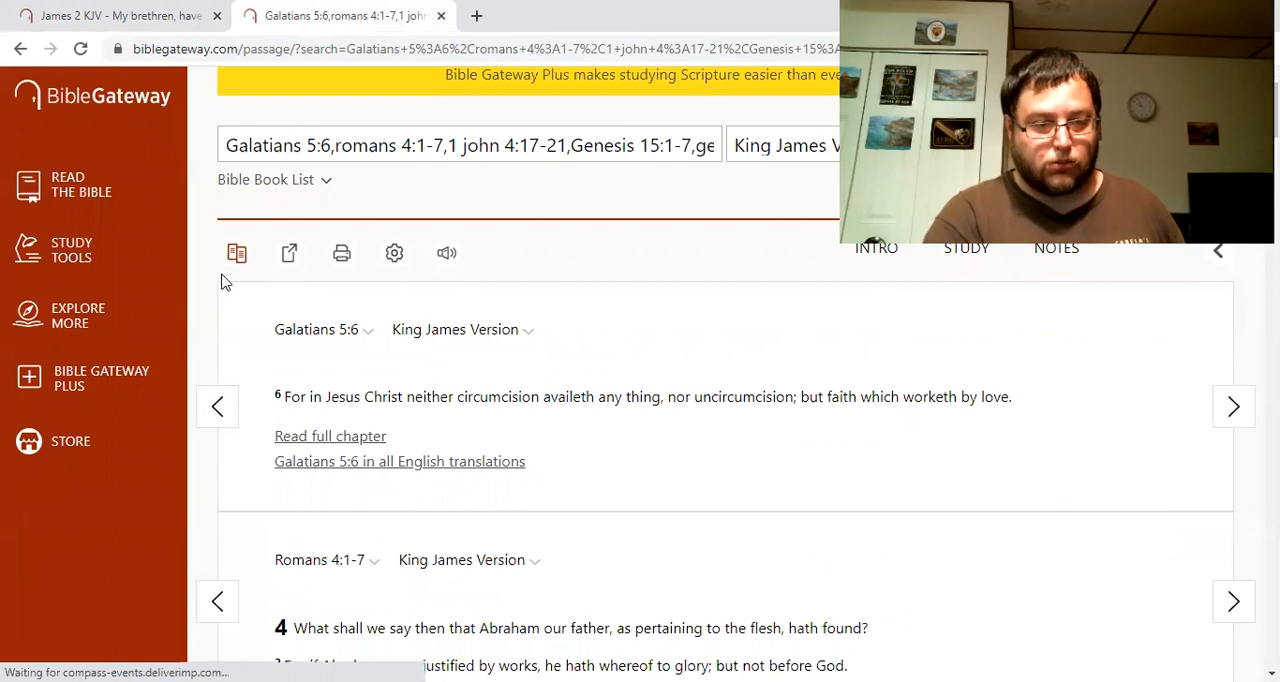 James 2 KJV - My brethren, have
Galatians 5:6,romans 4:1-7,1 john
biblegateway.com/passage/?search=Galatians+5%3A6%2Cromans+4%3A1-7%2C1+john+4%3A17-21%2CGenesis+15%3A
BibleGateway
Bible Gateway Plus makes studying Scripture easier than eve
Galatians 5:6,romans 4:1-7,1 john 4:17-21,Genesis 15:1-7,ge
King James V
Bible Book List
READ
THE BIBLE
STUDY
TOOLS
EXPLORE
MORE
BIBLE GATEWAY
PLUS
STORE
INTRO STUDY NOTES
Galatians 5:6 King James Version
6 For in Jesus Christ neither circumcision availeth any thing, nor uncircumcision; but faith which worketh by love.
Read full chapter
Galatians 5:6 in all English translations
Romans 4:1-7 King James Version
4 What shall we say then that Abraham our father, as pertaining to the flesh, hath found?
justified by works, he hath whereof to glory; but not before God.
Waiting for compass-events.deliverimp.com...